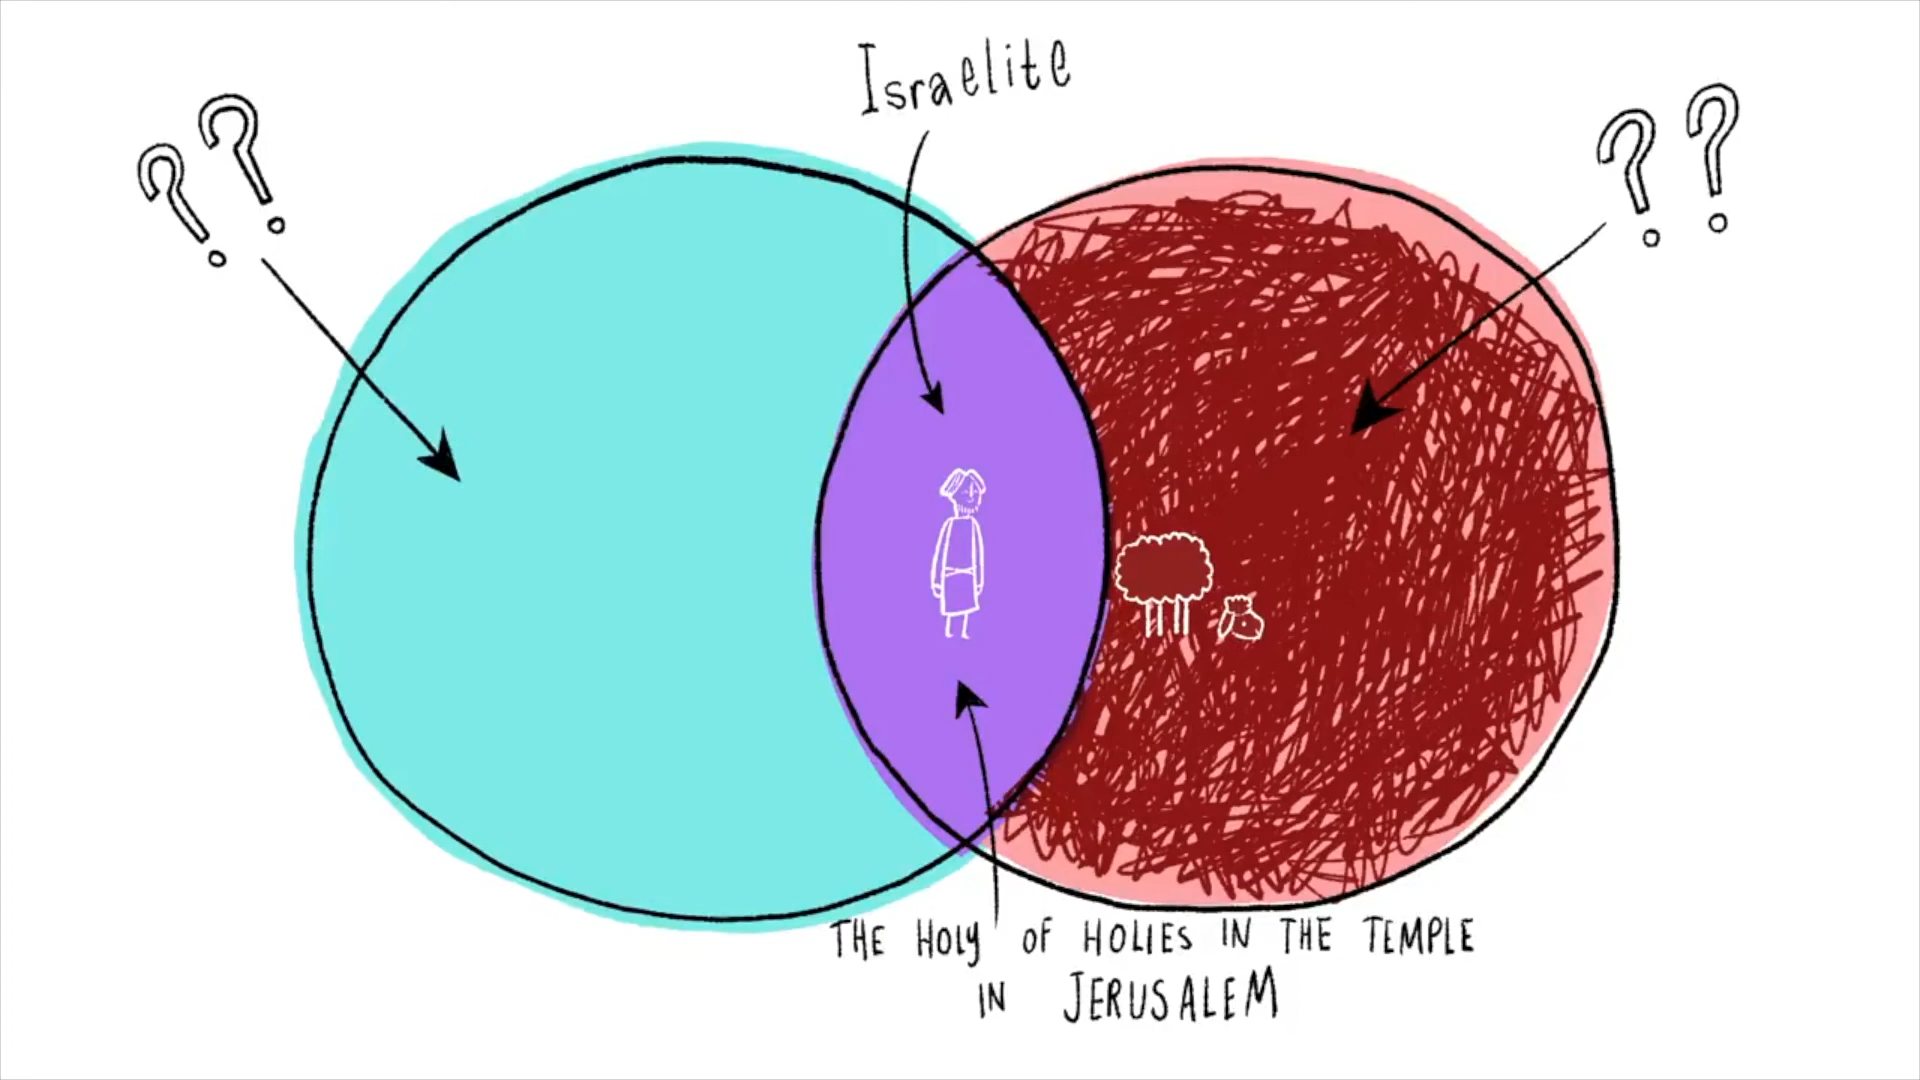 Israelite
??
??
THE HOLY OF HOLIES IN THE TEMPLE
IN JERUSALEM